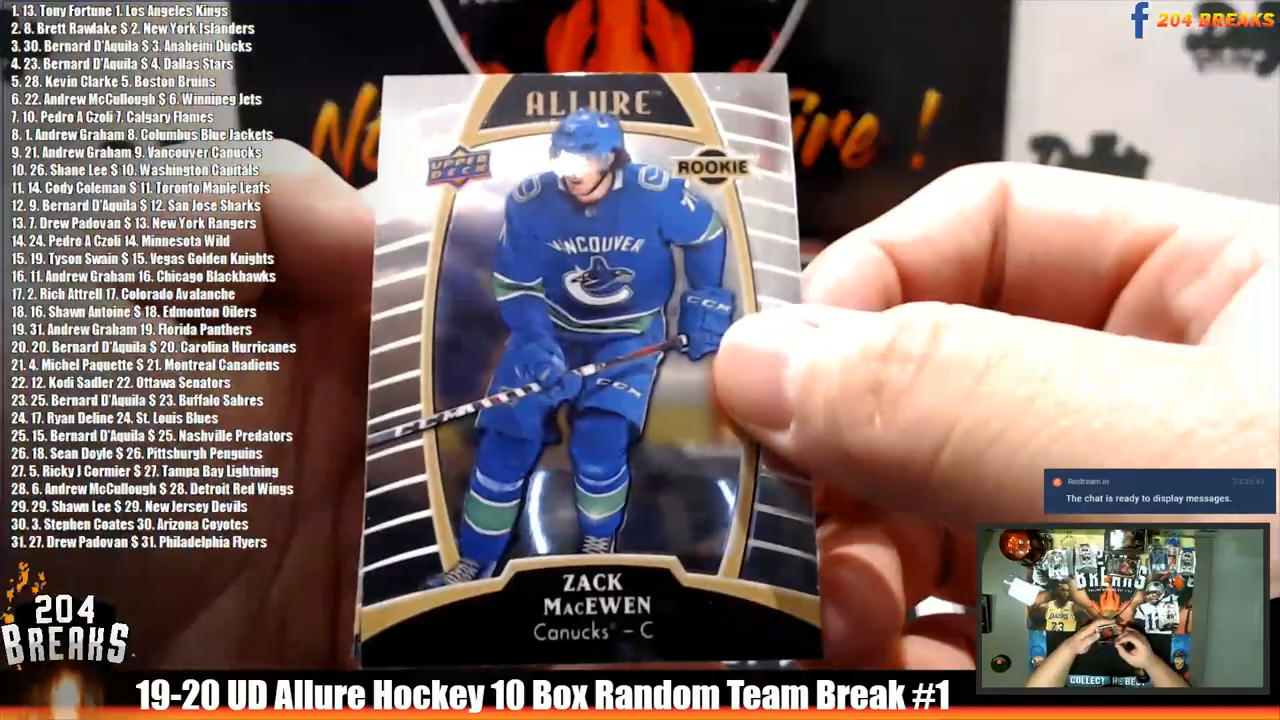 1. 13. Tony Fortune 1. Los Angeles Kings
2. 8. Brett Rawlake $ 2. New York Islanders
3. 30. Bernard D'Aquila $ 3. Anaheim Ducks
4. 23. Bernard D'Aquila $ 4. Dallas Stars
5. 28. Kevin Clarke 5. Boston Bruins
6. 22. Andrew McCullough $ 6. Winnipeg Jets
7. 10. Pedro A Czoli 7. Calgary Flames
8. 1. Andrew Graham 8. Columbus Blue Jackets
9. 21. Andrew Graham 9. Vancouver Canucks
10. 26. Shane Lee $ 10. Washington Capitals
11. 14. Cody Coleman $ 11. Toronto Maple Leafs
12. 9. Bernard D'Aquila $ 12. San Jose Sharks
13. 7. Drew Padovan $ 13. New York Rangers
14. 24. Pedro A Czoli 14. Minnesota Wild
15. 19. Tyson Swain $ 15. Vegas Golden Knights
16. 11. Andrew Graham 16. Chicago Blackhawks
17. 2. Rich Attrell 17. Colorado Avalanche
18. 16. Shawn Antoine $ 18. Edmonton Oilers
19. 31. Andrew Graham 19. Florida Panthers
20. 20. Bernard D'Aquila $ 20. Carolina Hurricanes
21. 4. Michel Paquette $ 21. Montreal Canadiens
22. 12. Kodi Sadler 22. Ottawa Senators
23. 25. Bernard D'Aquila $ 23. Buffalo Sabres
24. 17. Ryan Deline 24. St. Louis Blues
25. 15. Bernard D'Aquila $ 25. Nashville Predators
26. 18. Sean Doyle $ 26. Pittsburgh Penguins
27. 5. Ricky J Cormier $ 27. Tampa Bay Lightning
28. 6. Andrew McCullough $ 28. Detroit Red Wings
29. 29. Shawn Lee $ 29. New Jersey Devils
30. 3. Stephen Coates 30. Arizona Coyotes
31. 27. Drew Padovan $ 31. Philadelphia Flyers
204 BREAKS
ALLURE
UPPER DECK
ROOKIE
VANCOUVER
CCM
CCM
CCM
ZACK
MACEWEN
Canucks - C
Restream.io
The chat is ready to display messages.
BREAKS
23
COLLECT THE BEST
204
BREAKS
19-20 UD Allure Hockey 10 Box Random Team Break #1